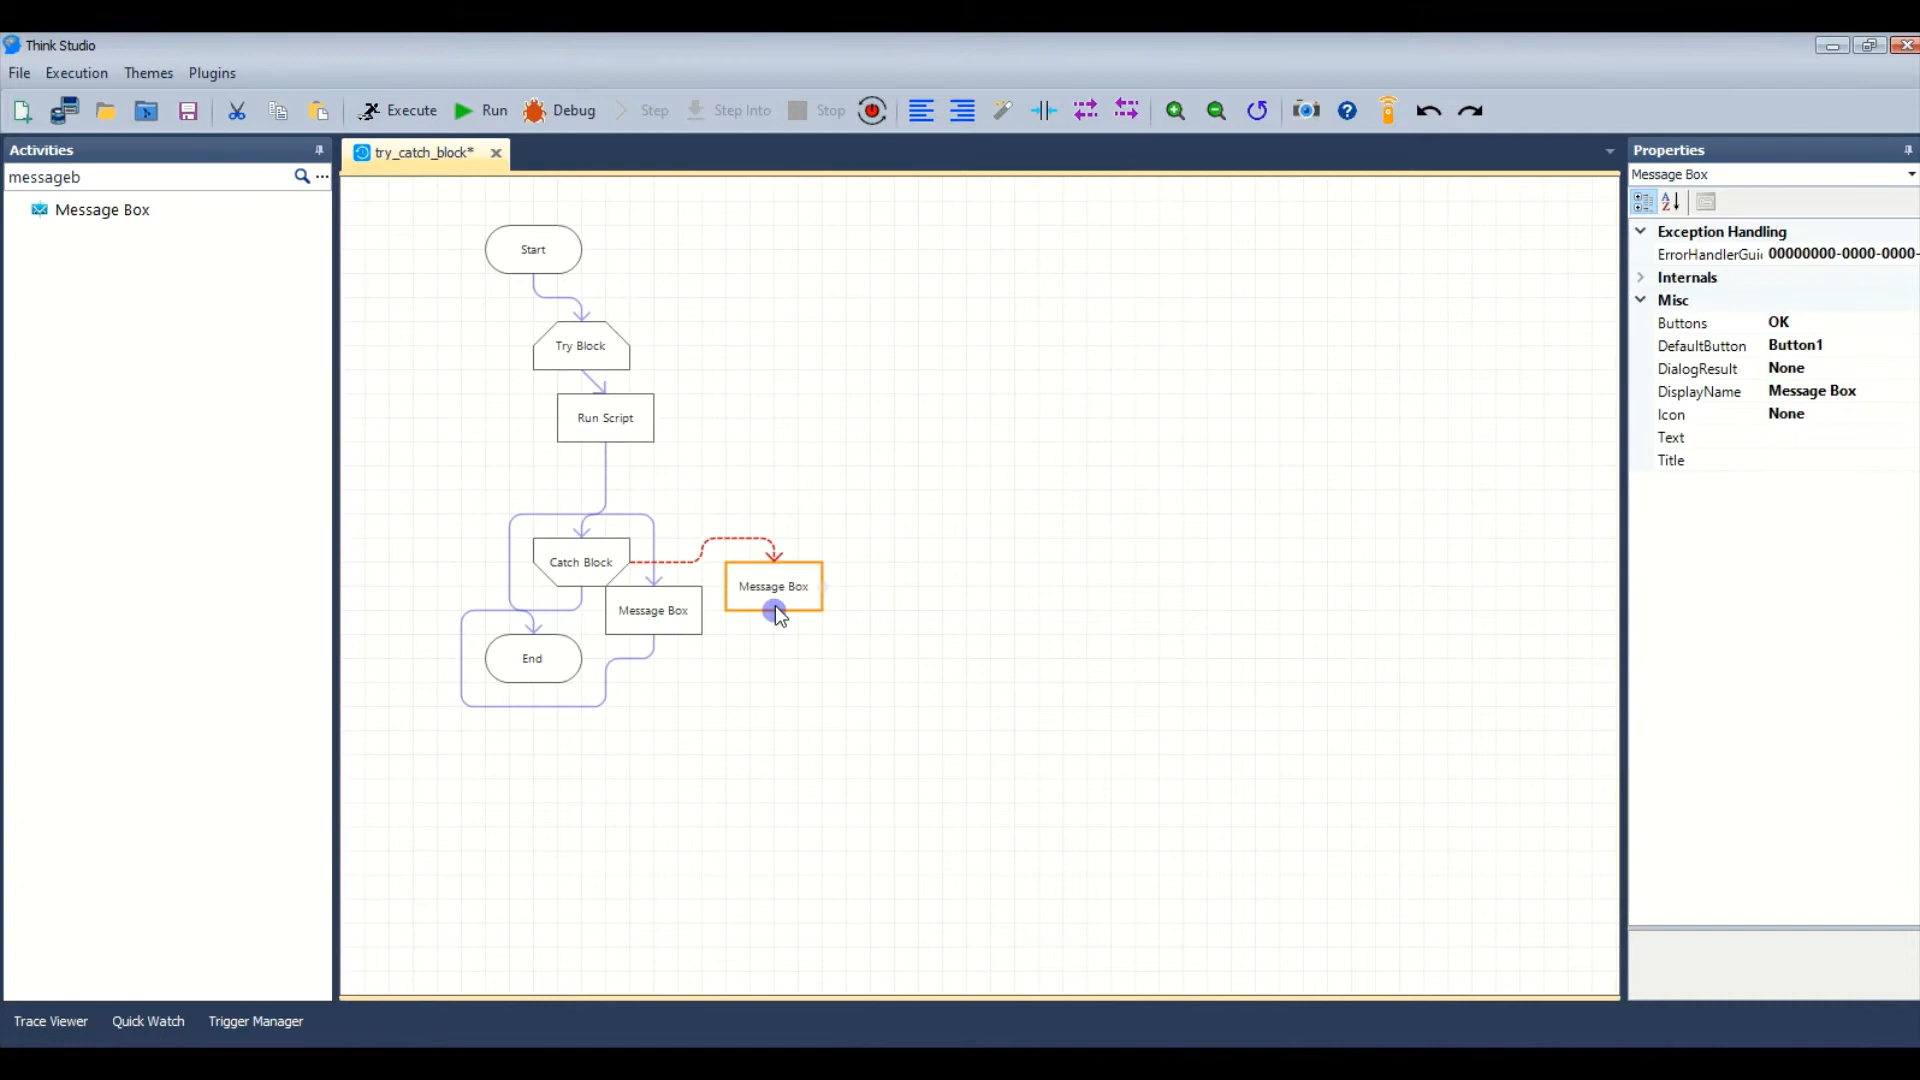 Think Studio
File Execution Themes Plugins
Execute Run Debug Step Step Into Stop
Activities
messageb
Message Box
try_catch_block*
Start
Try Block
Run Script
Catch Block
Message Box
Message Box
End
Properties
Message Box
Exception Handling
ErrorHandlerGui 00000000-0000-0000-
Internals
Misc
Buttons OK
DefaultButton Button1
DialogResult None
DisplayName Message Box
Icon None
Text
Title
Trace Viewer Quick Watch Trigger Manager